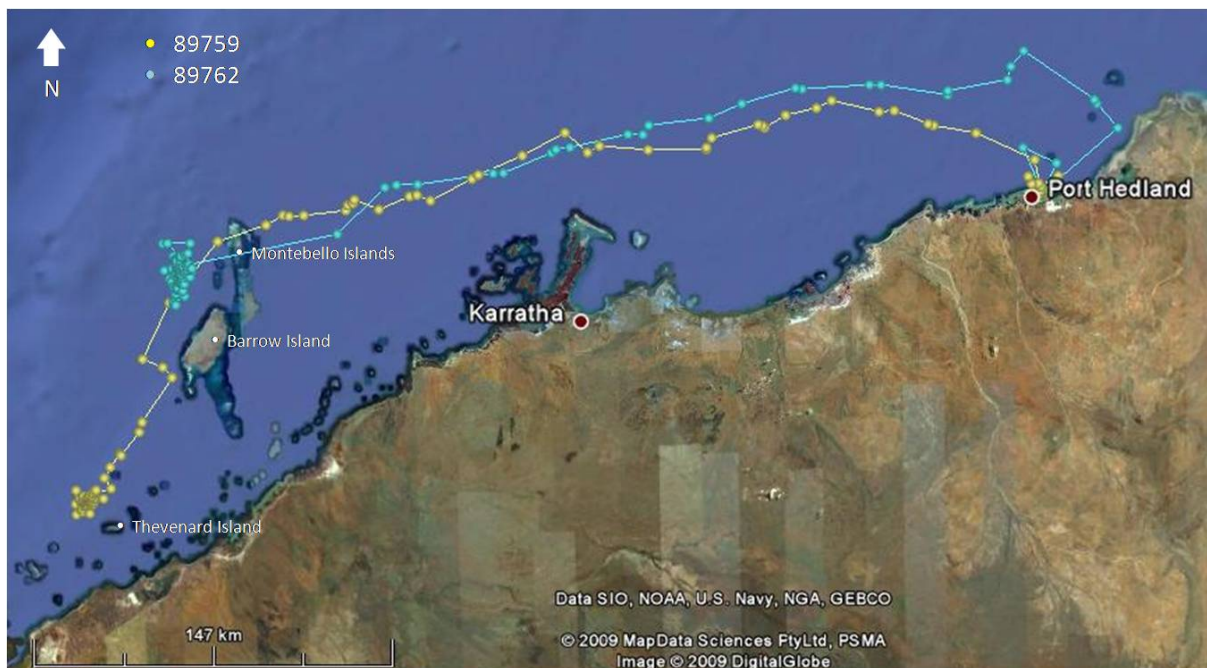 89759
89762
N
Port Hedland
Montebello Islands
Karratha
Barrow Island
Thevenard Island
Data SIO, NOAA, U.S. Navy, NGA, GEBCO
147 km
© 2009 MapData Sciences PtyLtd, PSMA
Image © 2009 DigitalGlobe